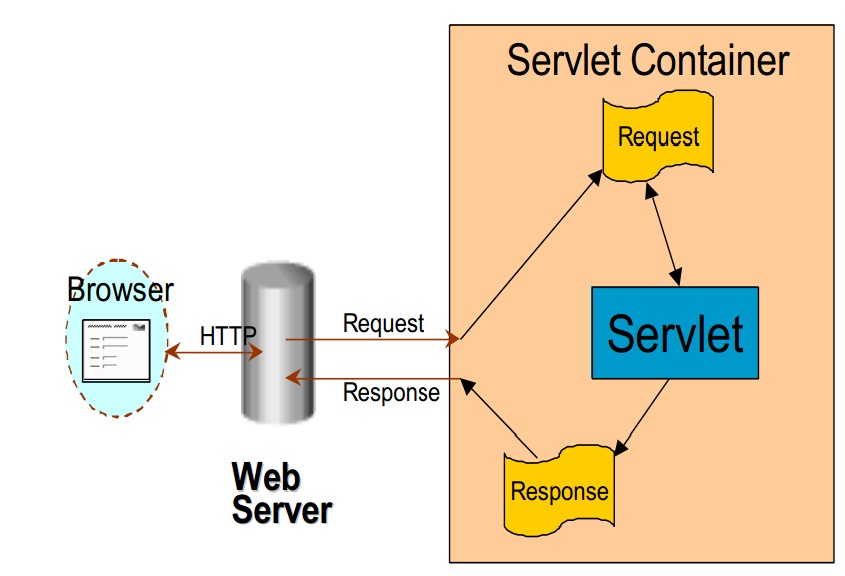 Servlet Container
Request
Browser
HTTP
Request
Servlet
Response
Web
Server
Response